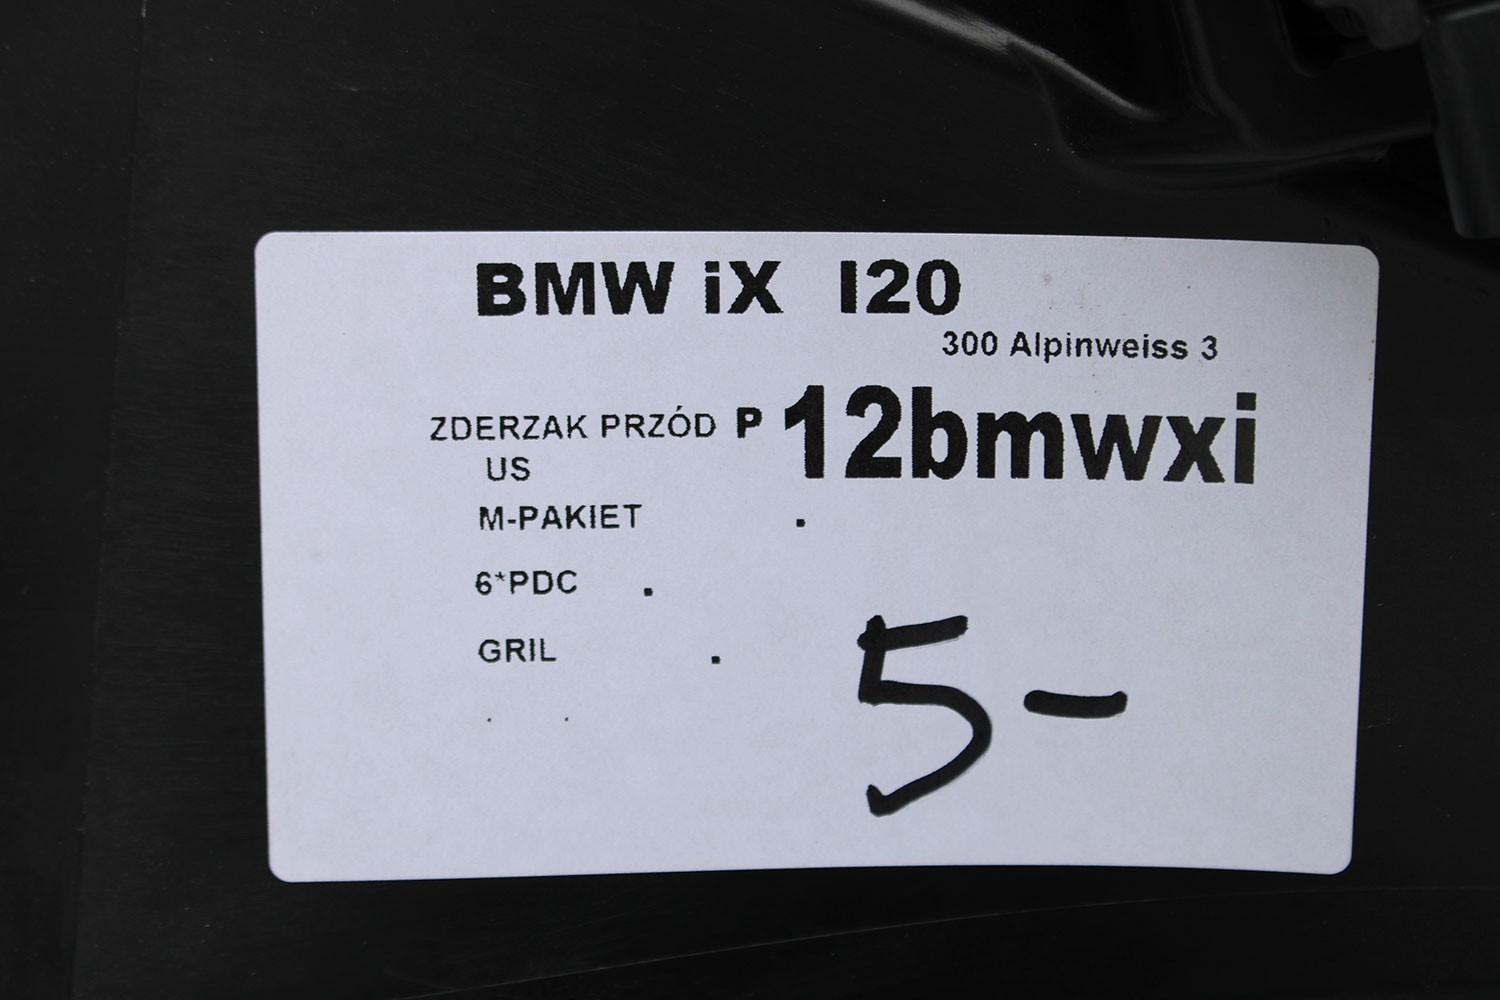 BMW iX I20
300 Alpinweiss 3
ZDERZAK PRZÓD P 12bmwxi
US
M-PAKIET .
6*PDC .
GRIL .
. .
5-